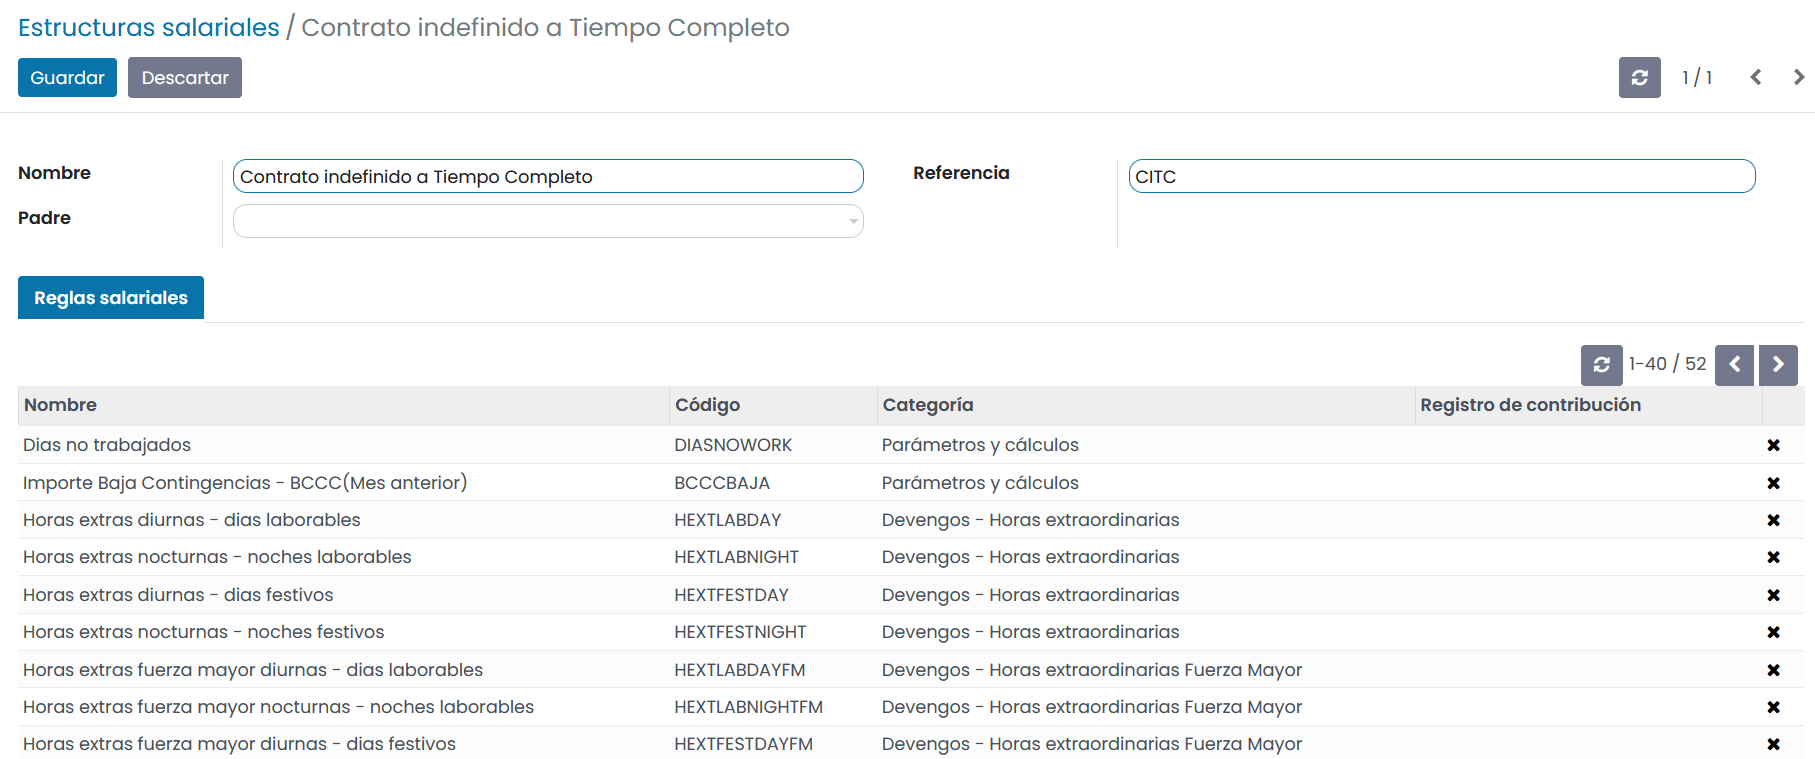 Estructuras salariales / Contrato indefinido a Tiempo Completo
Guardar Descartar 1 / 1
Nombre Contrato indefinido a Tiempo Completo Referencia CITC
Padre
Reglas salariales
1-40 / 52
Nombre Código Categoría Registro de contribución
Dias no trabajados DIASNOWORK Parámetros y cálculos
Importe Baja Contingencias - BCCC(Mes anterior) BCCCBAJA Parámetros y cálculos
Horas extras diurnas - dias laborables HEXTLABDAY Devengos - Horas extraordinarias
Horas extras nocturnas - noches laborables HEXTLABNIGHT Devengos - Horas extraordinarias
Horas extras diurnas - dias festivos HEXTFESTDAY Devengos - Horas extraordinarias
Horas extras nocturnas - noches festivos HEXTFESTNIGHT Devengos - Horas extraordinarias
Horas extras fuerza mayor diurnas - dias laborables HEXTLABDAYFM Devengos - Horas extraordinarias Fuerza Mayor
Horas extras fuerza mayor nocturnas - noches laborables HEXTLABNIGHTFM Devengos - Horas extraordinarias Fuerza Mayor
Horas extras fuerza mayor diurnas - dias festivos HEXTFESTDAYFM Devengos - Horas extraordinarias Fuerza Mayor